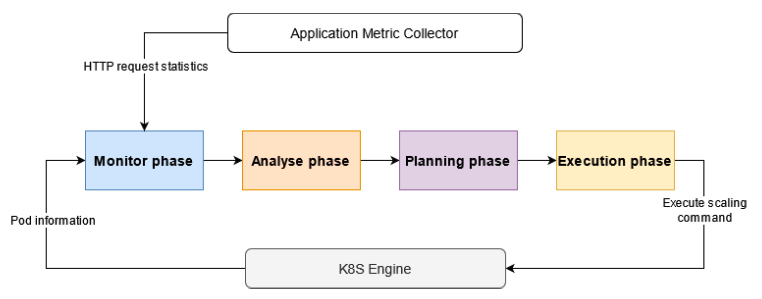 Application Metric Collector
HTTP request statistics
Monitor phase
Analyse phase
Planning phase
Execution phase
Pod information
Execute scaling
command
K8S Engine